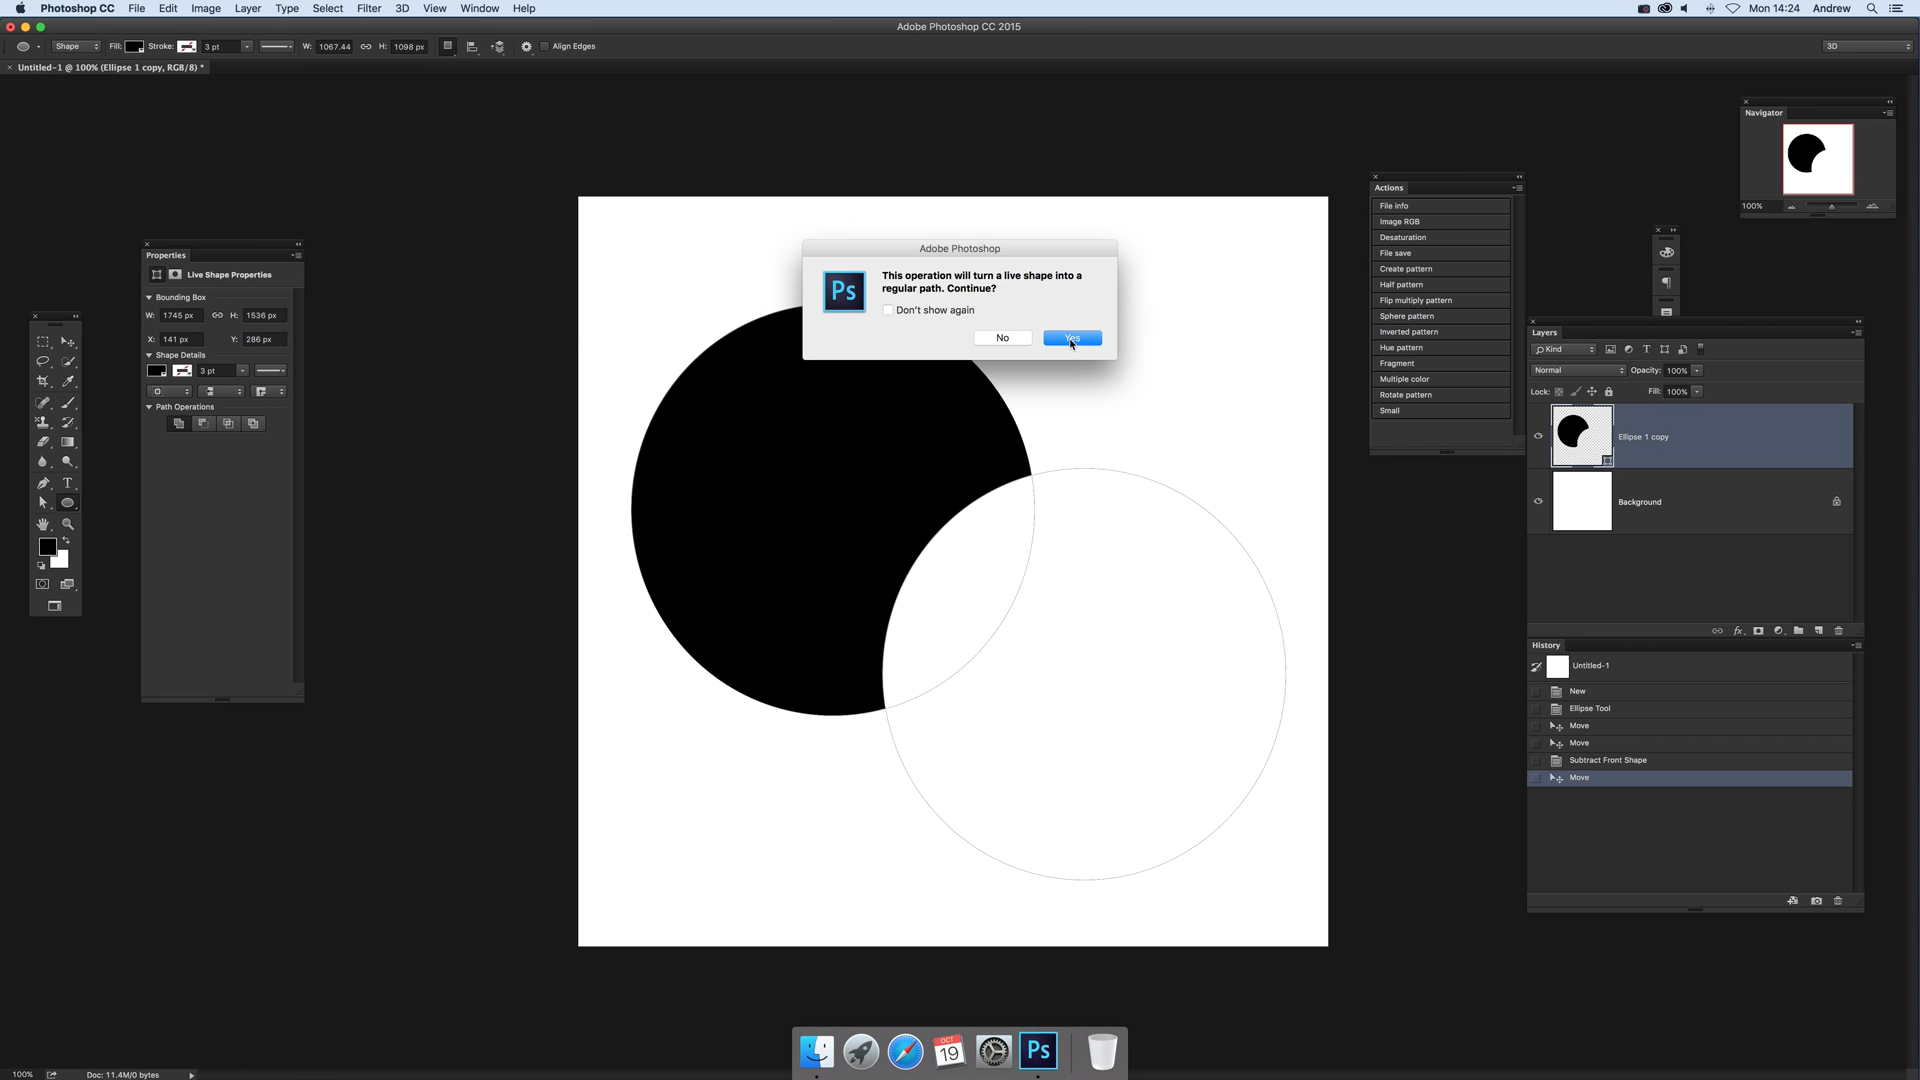 Photoshop CC File Edit Image Layer Type Select Filter 3D View Window Help Mon 14:24 Andrew
Adobe Photoshop CC 2015
Shape Fill: Stroke: 3 pt W: 1067.44 H: 1098 px Align Edges 3D
Untitled-1 @ 100% (Ellipse 1 copy, RGB/8) *
Navigator
100%
Actions
File info
Image RGB
Desaturation
File save
Create pattern
Half pattern
Flip multiply pattern
Sphere pattern
Inverted pattern
Hue pattern
Fragment
Multiple color
Rotate pattern
Small
Properties
Live Shape Properties
Bounding Box
W: 1745 px H: 1536 px
X: 141 px Y: 286 px
Shape Details
3 pt
Path Operations
Adobe Photoshop
Ps
This operation will turn a live shape into a
regular path. Continue?
Don't show again
No Yes
Layers
Kind
Normal Opacity: 100%
Lock: Fill: 100%
Ellipse 1 copy
Background
fx
History
Untitled-1
New
Ellipse Tool
Move
Move
Subtract Front Shape
Move
OCT
19
Ps
100% Doc: 11.4M/0 bytes